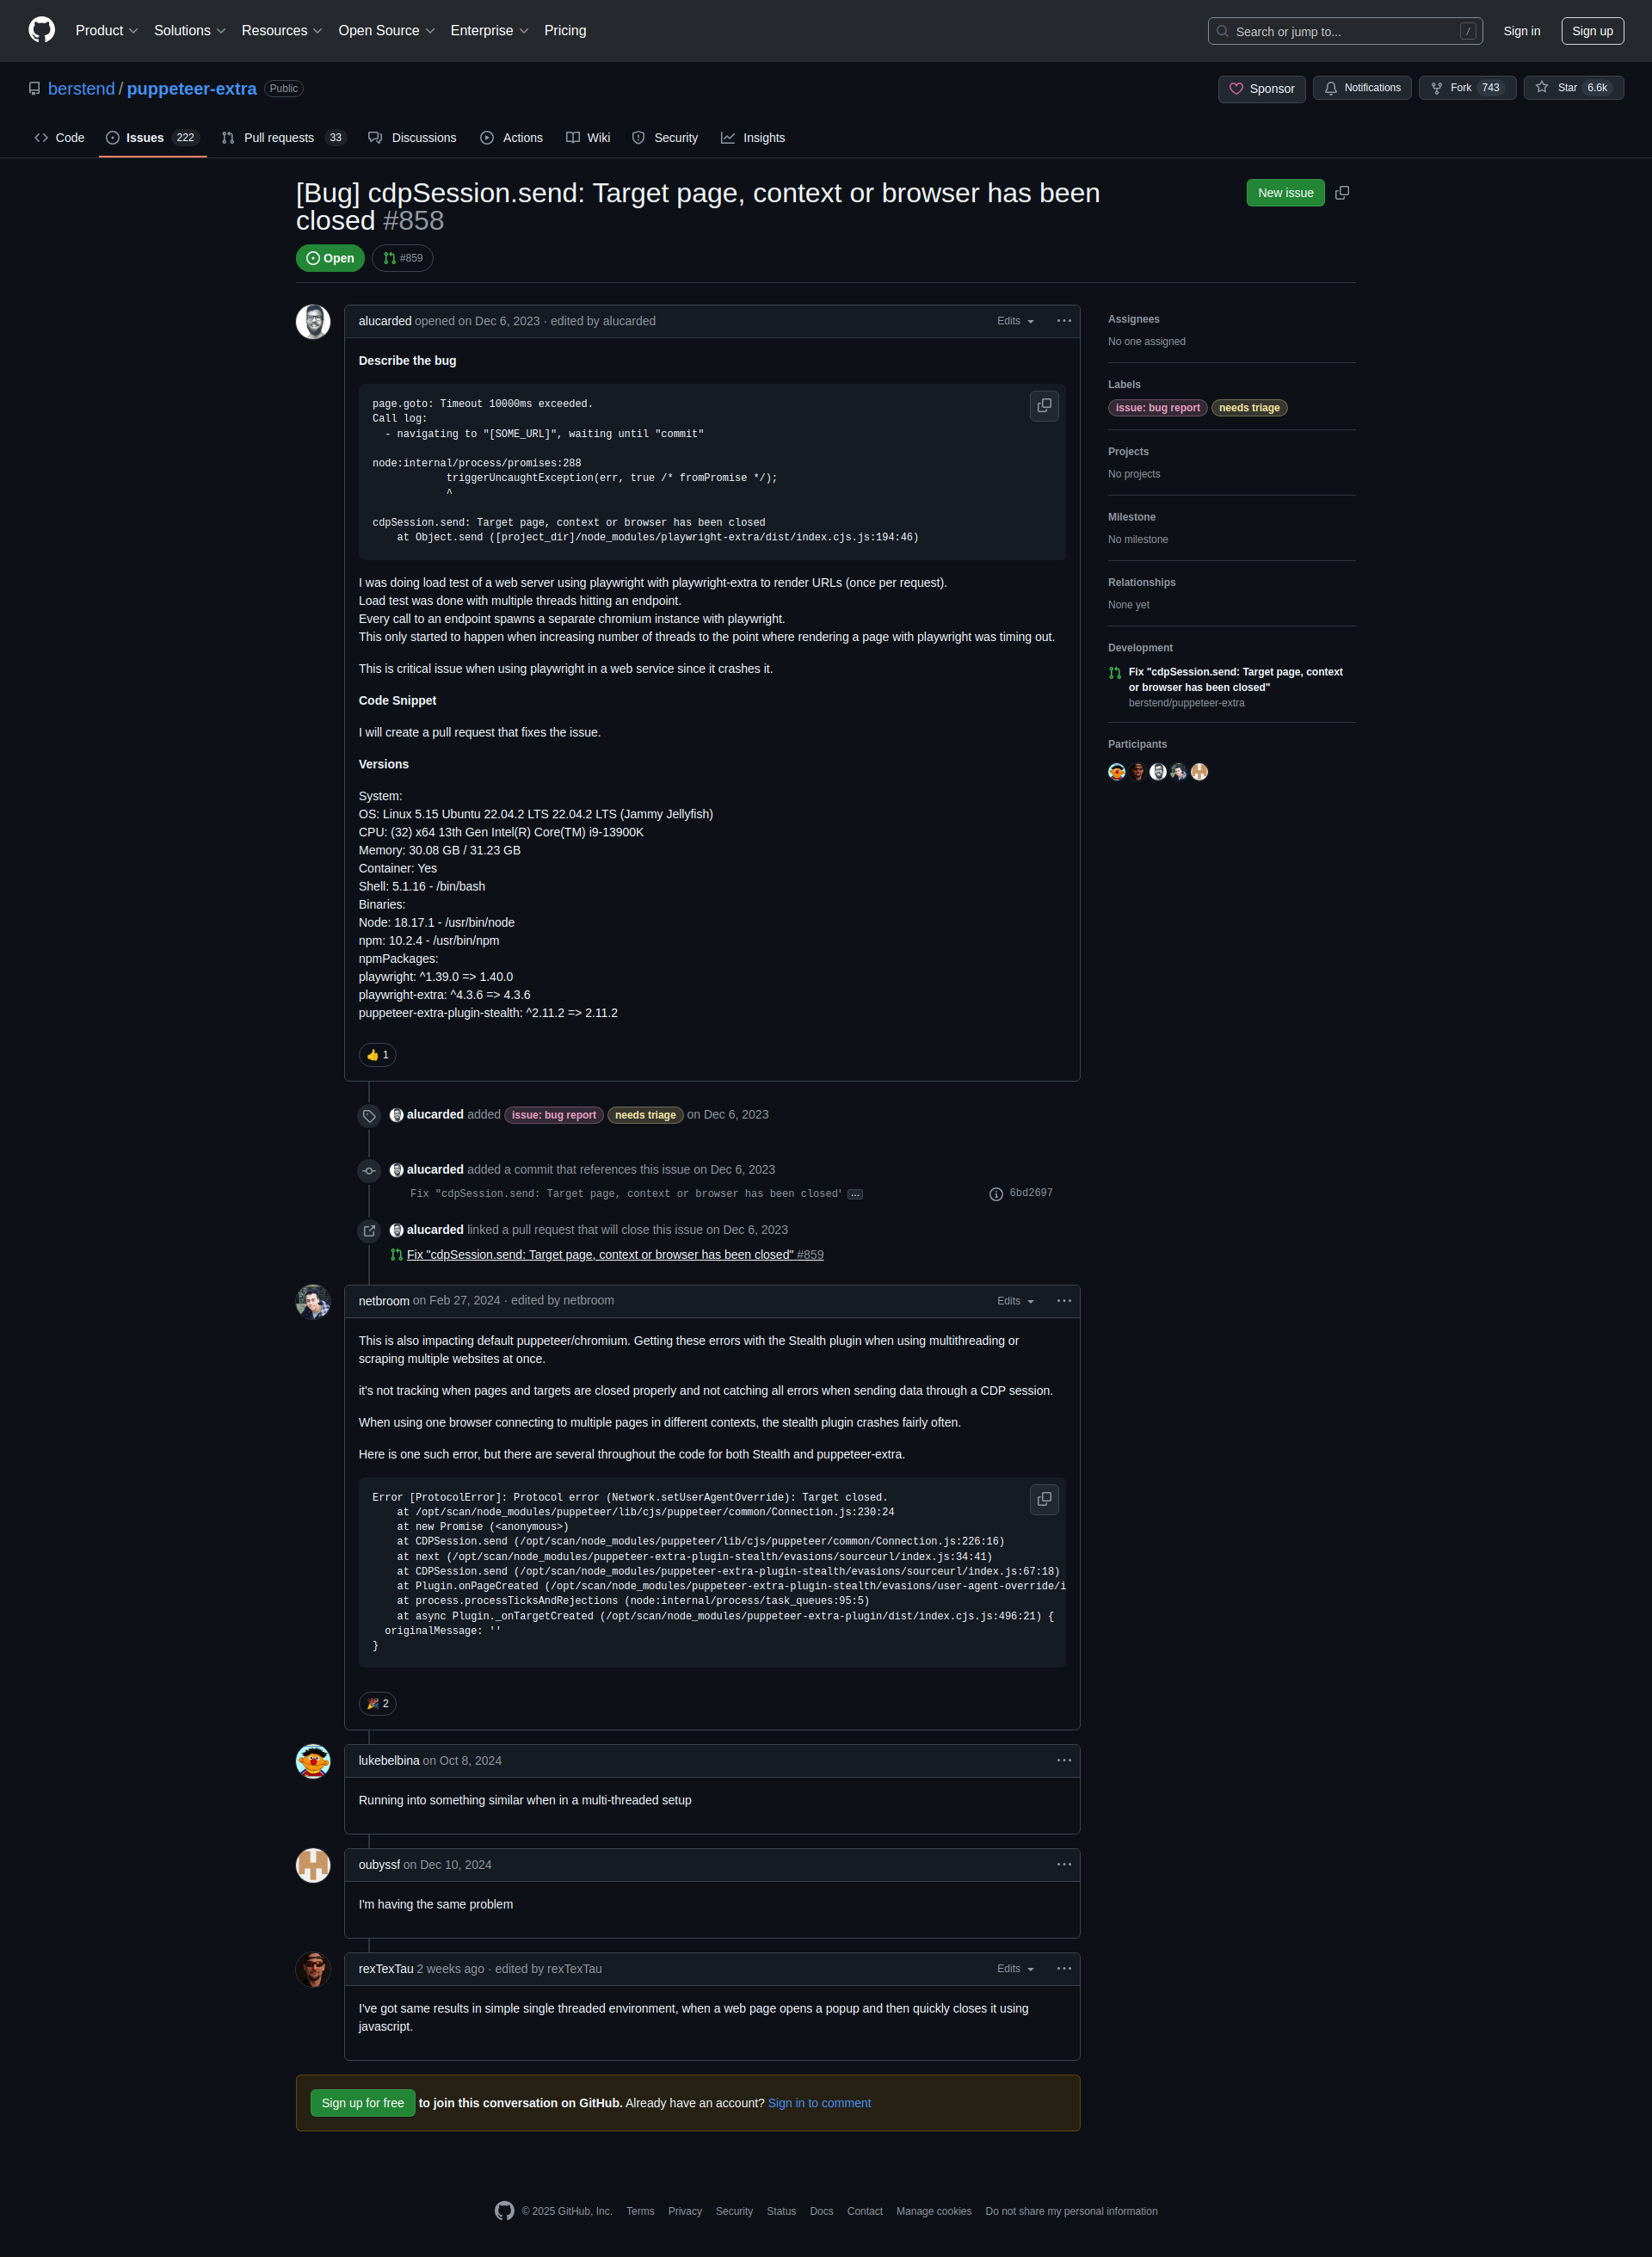 Product Solutions Resources Open Source Enterprise Pricing
Search or jump to... /
Sign in
Sign up
berstend / puppeteer-extra Public
Sponsor
Notifications
Fork 743
Star 6.6k
Code
Issues 222
Pull requests 33
Discussions
Actions
Wiki
Security
Insights
[Bug] cdpSession.send: Target page, context or browser has been
closed #858
New issue
Open
#859
alucarded opened on Dec 6, 2023 · edited by alucarded
Edits
Describe the bug
page.goto: Timeout 10000ms exceeded.
Call log:
  - navigating to "[SOME_URL]", waiting until "commit"
node:internal/process/promises:288
            triggerUncaughtException(err, true /* fromPromise */);
            ^
cdpSession.send: Target page, context or browser has been closed
    at Object.send ([project_dir]/node_modules/playwright-extra/dist/index.cjs.js:194:46)
I was doing load test of a web server using playwright with playwright-extra to render URLs (once per request).
Load test was done with multiple threads hitting an endpoint.
Every call to an endpoint spawns a separate chromium instance with playwright.
This only started to happen when increasing number of threads to the point where rendering a page with playwright was timing out.
This is critical issue when using playwright in a web service since it crashes it.
Code Snippet
I will create a pull request that fixes the issue.
Versions
System:
OS: Linux 5.15 Ubuntu 22.04.2 LTS 22.04.2 LTS (Jammy Jellyfish)
CPU: (32) x64 13th Gen Intel(R) Core(TM) i9-13900K
Memory: 30.08 GB / 31.23 GB
Container: Yes
Shell: 5.1.16 - /bin/bash
Binaries:
Node: 18.17.1 - /usr/bin/node
npm: 10.2.4 - /usr/bin/npm
npmPackages:
playwright: ^1.39.0 => 1.40.0
playwright-extra: ^4.3.6 => 4.3.6
puppeteer-extra-plugin-stealth: ^2.11.2 => 2.11.2
👍 1
Assignees
No one assigned
Labels
issue: bug report needs triage
Projects
No projects
Milestone
No milestone
Relationships
None yet
Development
Fix "cdpSession.send: Target page, context
or browser has been closed"
berstend/puppeteer-extra
Participants
alucarded added issue: bug report needs triage on Dec 6, 2023
alucarded added a commit that references this issue on Dec 6, 2023
Fix "cdpSession.send: Target page, context or browser has been closed" …
6bd2697
alucarded linked a pull request that will close this issue on Dec 6, 2023
Fix "cdpSession.send: Target page, context or browser has been closed" #859
netbroom on Feb 27, 2024 · edited by netbroom
Edits
This is also impacting default puppeteer/chromium. Getting these errors with the Stealth plugin when using multithreading or
scraping multiple websites at once.
it's not tracking when pages and targets are closed properly and not catching all errors when sending data through a CDP session.
When using one browser connecting to multiple pages in different contexts, the stealth plugin crashes fairly often.
Here is one such error, but there are several throughout the code for both Stealth and puppeteer-extra.
Error [ProtocolError]: Protocol error (Network.setUserAgentOverride): Target closed.
    at /opt/scan/node_modules/puppeteer/lib/cjs/puppeteer/common/Connection.js:230:24
    at new Promise (<anonymous>)
    at CDPSession.send (/opt/scan/node_modules/puppeteer/lib/cjs/puppeteer/common/Connection.js:226:16)
    at next (/opt/scan/node_modules/puppeteer-extra-plugin-stealth/evasions/sourceurl/index.js:34:41)
    at CDPSession.send (/opt/scan/node_modules/puppeteer-extra-plugin-stealth/evasions/sourceurl/index.js:67:18)
    at Plugin.onPageCreated (/opt/scan/node_modules/puppeteer-extra-plugin-stealth/evasions/user-agent-override/i
    at process.processTicksAndRejections (node:internal/process/task_queues:95:5)
    at async Plugin._onTargetCreated (/opt/scan/node_modules/puppeteer-extra-plugin/dist/index.cjs.js:496:21) {
  originalMessage: ''
}
🎉 2
lukebelbina on Oct 8, 2024
Running into something similar when in a multi-threaded setup
oubyssf on Dec 10, 2024
I'm having the same problem
rexTexTau 2 weeks ago · edited by rexTexTau
Edits
I've got same results in simple single threaded environment, when a web page opens a popup and then quickly closes it using
javascript.
Sign up for free to join this conversation on GitHub. Already have an account? Sign in to comment
© 2025 GitHub, Inc. Terms Privacy Security Status Docs Contact Manage cookies Do not share my personal information